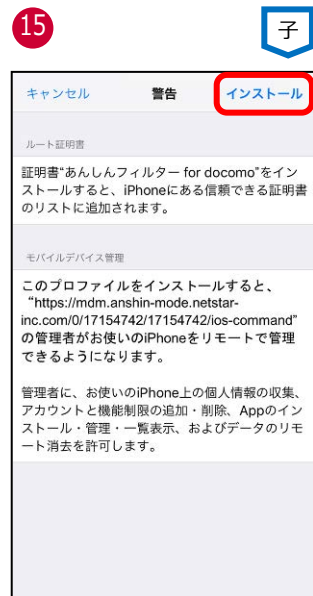 15
子
キャンセル 警告 インストール
ルート証明書
証明書“あんしんフィルター for docomo”をイン
ストールすると、iPhoneにある信頼できる証明書
のリストに追加されます。
モバイルデバイス管理
このプロファイルをインストールすると、
“https://mdm.anshin-mode.netstar-
inc.com/0/17154742/17154742/ios-command”
の管理者がお使いのiPhoneをリモートで管理
できるようになります。
管理者に、お使いのiPhone上の個人情報の収集、
アカウントと機能制限の追加・削除、Appのイン
ストール・管理・一覧表示、およびデータのリモ
ート消去を許可します。